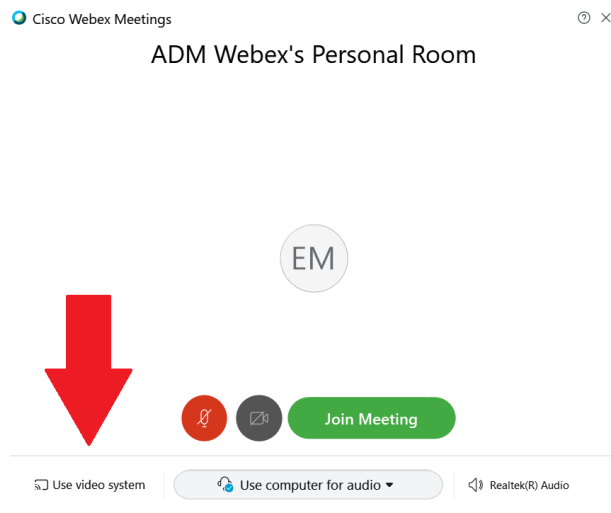 Cisco Webex Meetings
ADM Webex's Personal Room
EM
Join Meeting
Use video system
Use computer for audio
Realtek(R) Audio